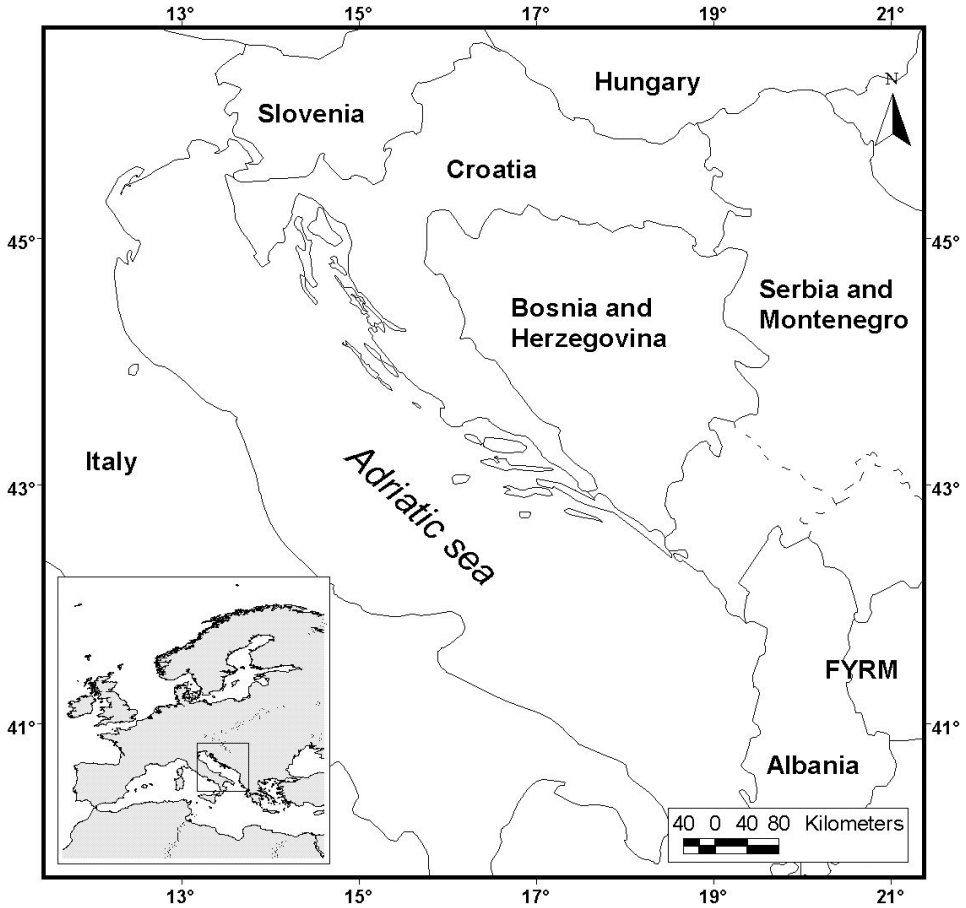 13° 15° 17° 19° 21°
N
Hungary
Slovenia
Croatia
45° 45°
Bosnia and
Herzegovina
Serbia and
Montenegro
Italy
Adriatic sea
43° 43°
FYRM
41° 41°
Albania
40 0 40 80 Kilometers
13° 15° 17° 19° 21°